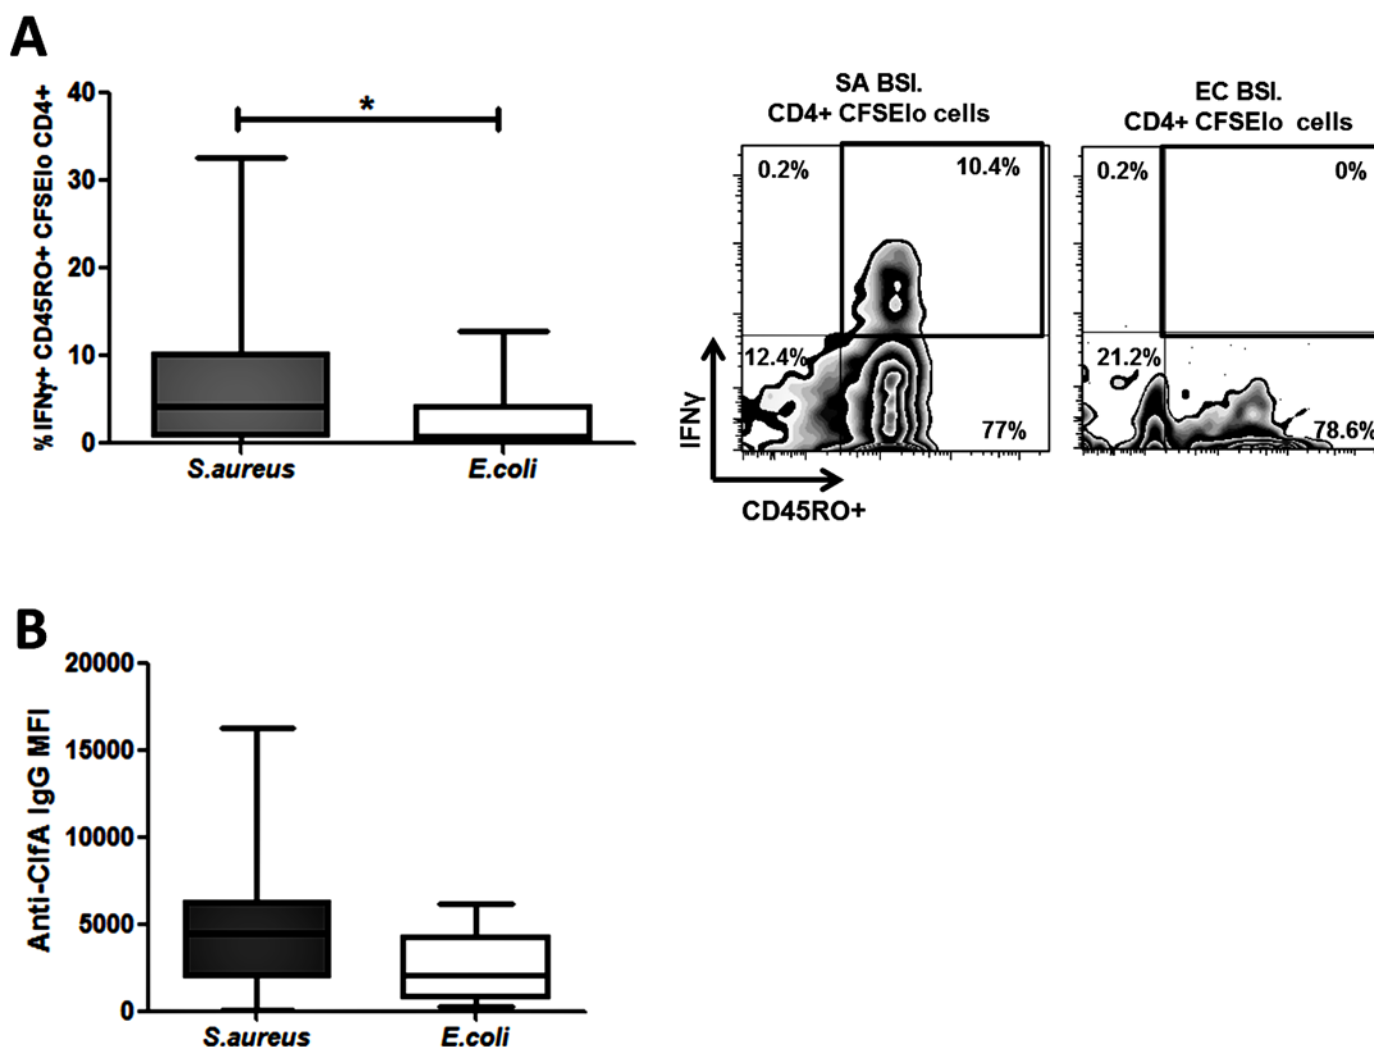 A
%IFNγ+ CD45RO+ CFSElo CD4+
40
30
20
10
0
*
S.aureus
E.coli
SA BSI.
CD4+ CFSElo cells
0.2%
10.4%
12.4%
77%
IFNγ
CD45RO+
EC BSI.
CD4+ CFSElo cells
0.2%
0%
21.2%
78.6%
B
Anti-ClfA IgG MFI
20000
15000
10000
5000
0
S.aureus
E.coli